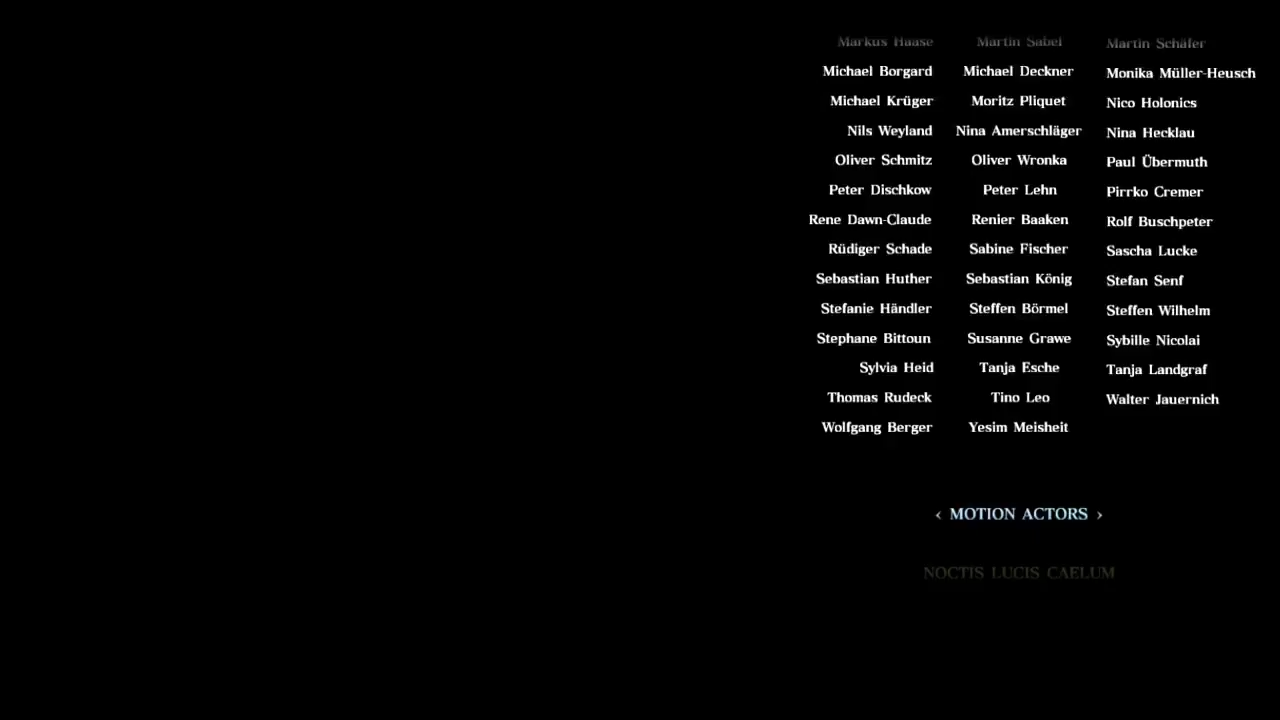 Markus Haase Martin Sabel Martin Schäfer
Michael Borgard Michael Deckner Monika Müller-Heusch
Michael Krüger Moritz Pliquet Nico Holonics
Nils Weyland Nina Amerschläger Nina Hecklau
Oliver Schmitz Oliver Wronka Paul Übermuth
Peter Dischkow Peter Lehn Pirrko Cremer
Rene Dawn-Claude Renier Baaken Rolf Buschpeter
Rüdiger Schade Sabine Fischer Sascha Lucke
Sebastian Huther Sebastian König Stefan Senf
Stefanie Händler Steffen Börmel Steffen Wilhelm
Stephane Bittoun Susanne Grawe Sybille Nicolai
Sylvia Heid Tanja Esche Tanja Landgraf
Thomas Rudeck Tino Leo Walter Jauernich
Wolfgang Berger Yesim Meisheit
‹ MOTION ACTORS ›
NOCTIS LUCIS CAELUM